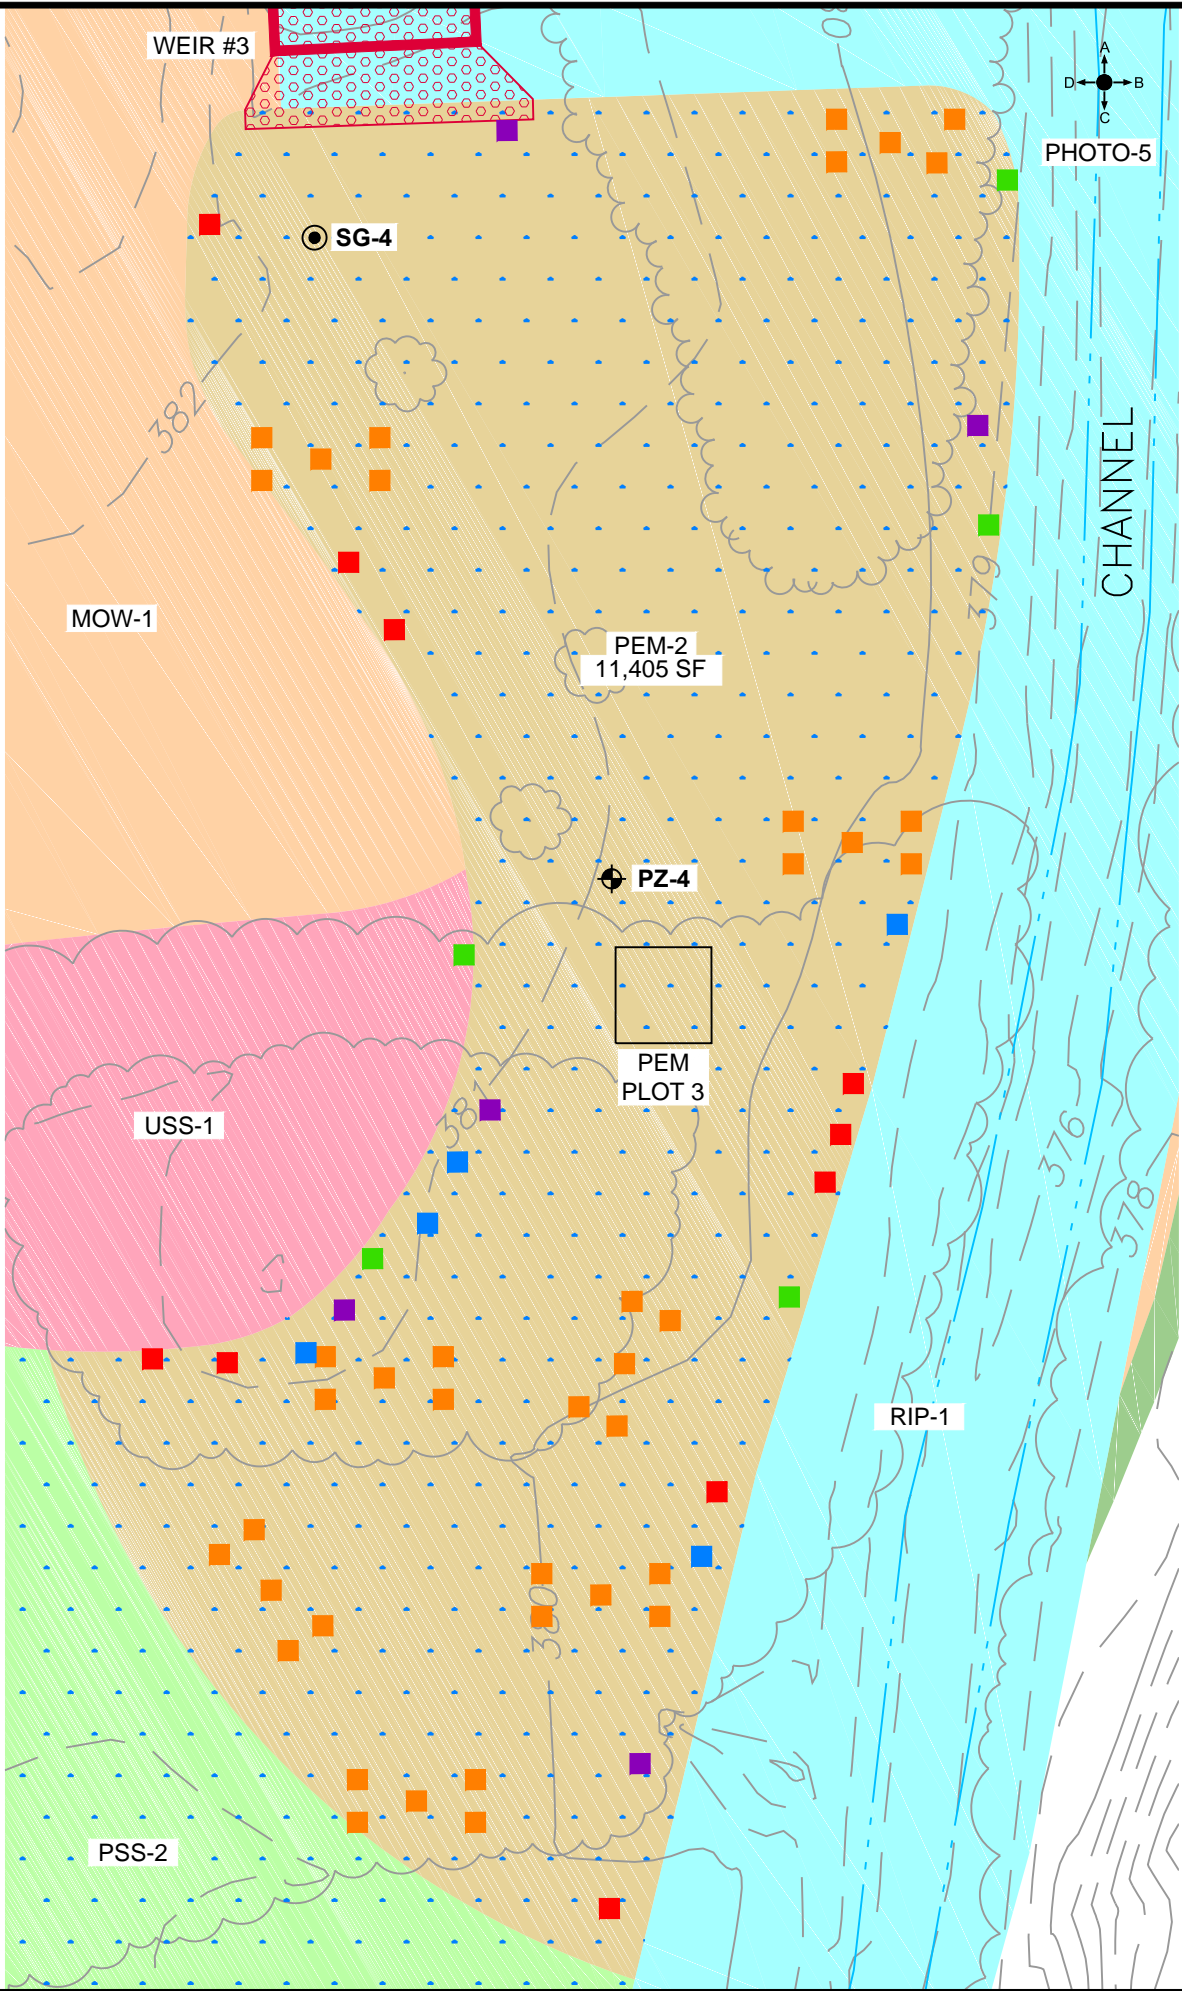 WEIR #3
A
D
B
C
PHOTO-5
SG-4
382
CHANNEL
379
MOW-1
PEM-2
11,405 SF
PZ-4
PEM
PLOT 3
USS-1
376
378
RIP-1
380
PSS-2